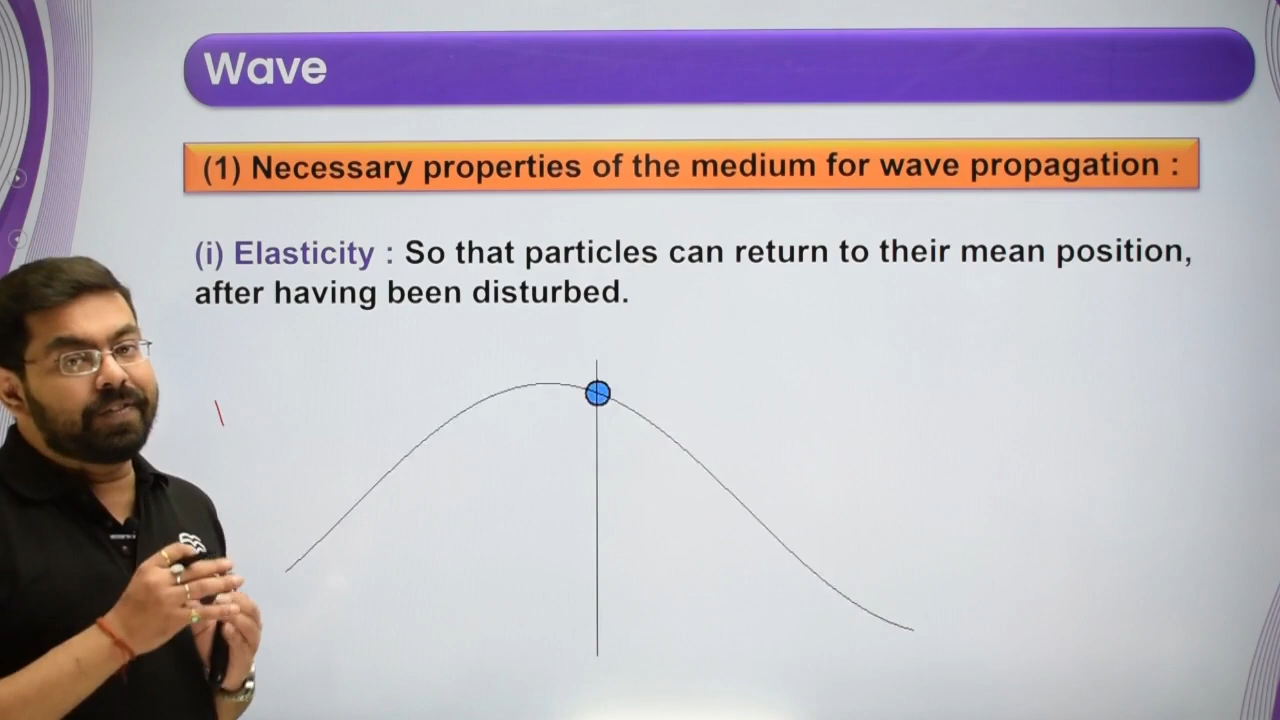 Wave
(1) Necessary properties of the medium for wave propagation :
(i) Elasticity : So that particles can return to their mean position,
after having been disturbed.